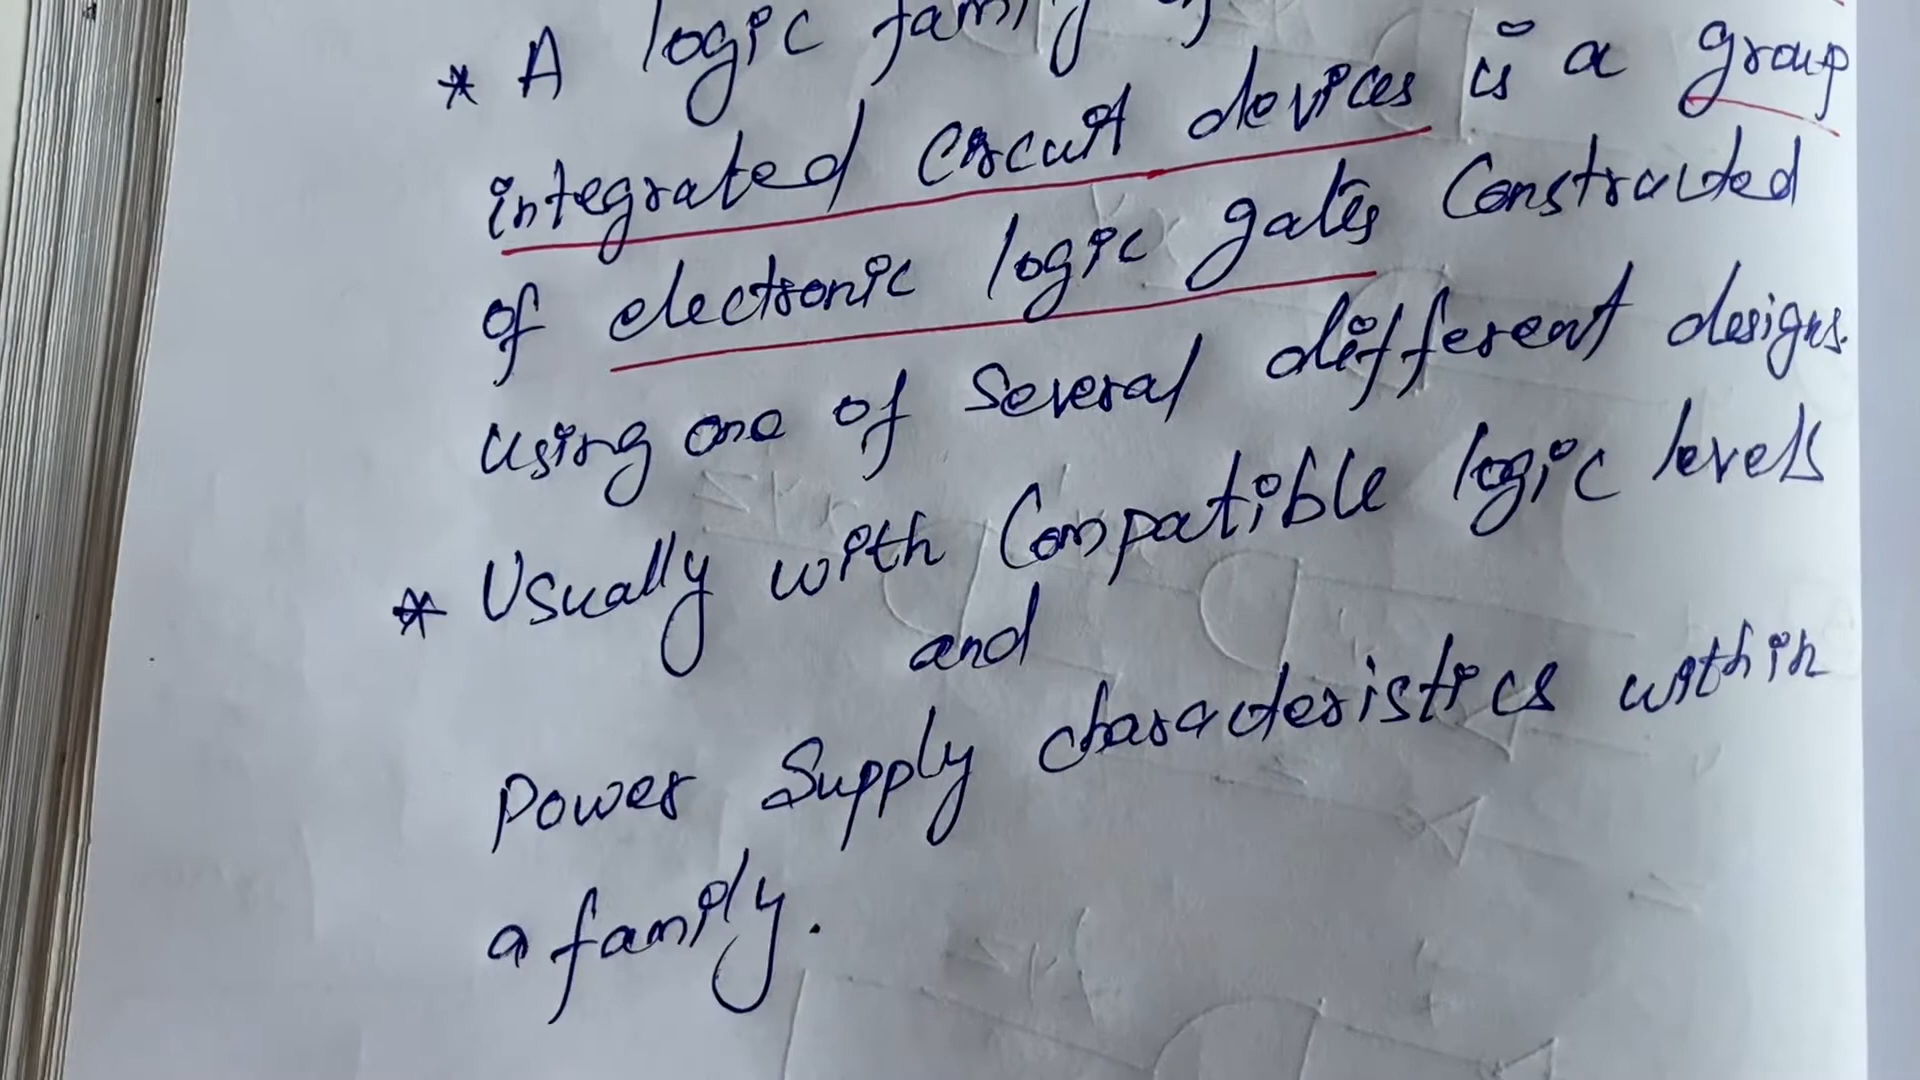 * A logic family of
integrated circuit devices is a group
of electronic logic gates constructed
using one of several different designs.
* Usually with Compatible logic levels
and
Power Supply characteristics within
a family.